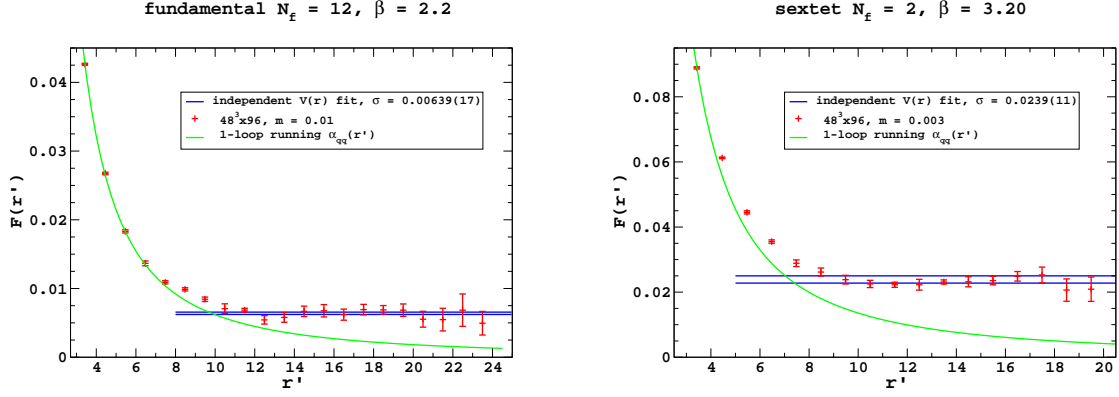 fundamental N_f = 12, β = 2.2
F(r')
0.04
0.03
0.02
0.01
0
independent V(r) fit, σ = 0.00639(17)
48³x96, m = 0.01
1-loop running α_qq(r')
4 6 8 10 12 14 16 18 20 22 24
r'
sextet N_f = 2, β = 3.20
F(r')
0.08
0.06
0.04
0.02
0
independent V(r) fit, σ = 0.0239(11)
48³x96, m = 0.003
1-loop running α_qq(r')
4 6 8 10 12 14 16 18 20
r'